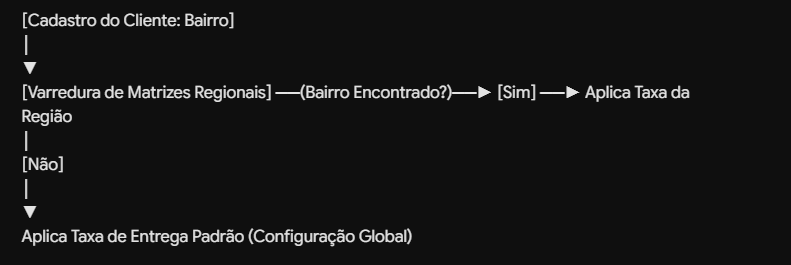 [Cadastro do Cliente: Bairro]
|
▼
[Varredura de Matrizes Regionais] ──(Bairro Encontrado?)──► [Sim] ──► Aplica Taxa da
Região
|
[Não]
|
▼
Aplica Taxa de Entrega Padrão (Configuração Global)